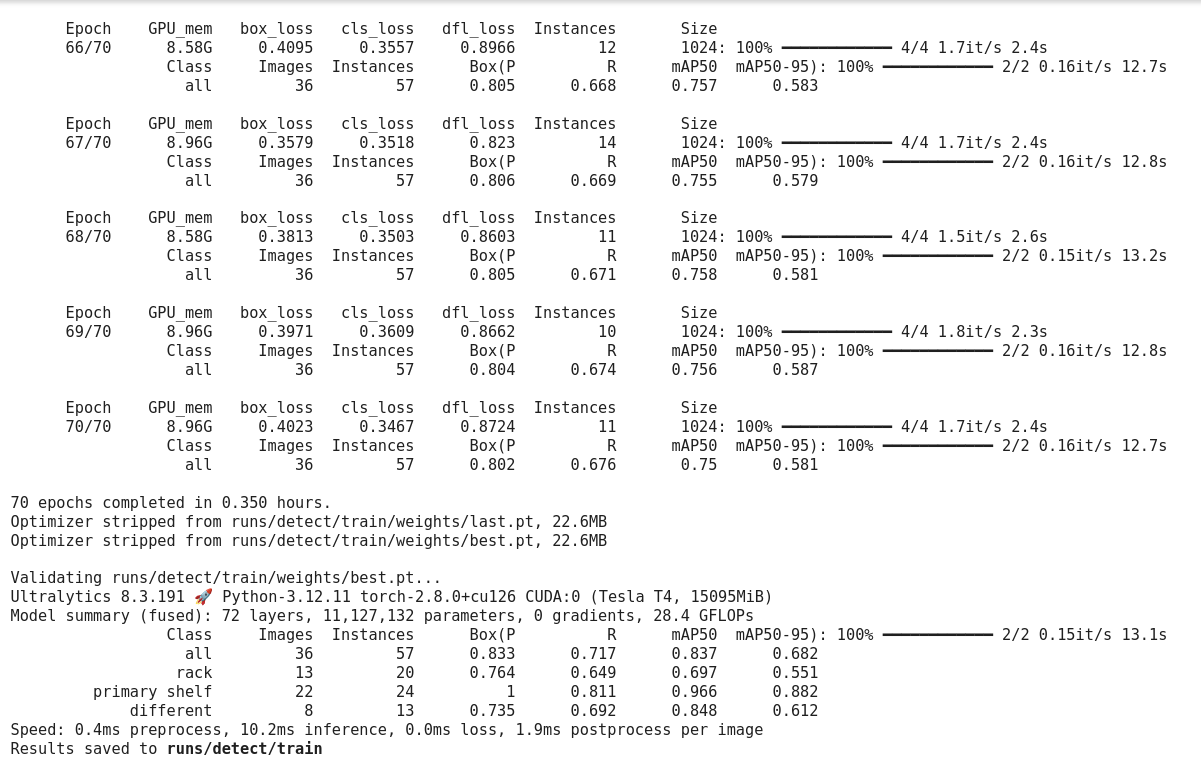 Epoch GPU_mem box_loss cls_loss dfl_loss Instances Size
66/70 8.58G 0.4095 0.3557 0.8966 12 1024: 100% ━━━━━━━━━━━━ 4/4 1.7it/s 2.4s
Class Images Instances Box(P R mAP50 mAP50-95): 100% ━━━━━━━━━━━━ 2/2 0.16it/s 12.7s
all 36 57 0.805 0.668 0.757 0.583
Epoch GPU_mem box_loss cls_loss dfl_loss Instances Size
67/70 8.96G 0.3579 0.3518 0.823 14 1024: 100% ━━━━━━━━━━━━ 4/4 1.7it/s 2.4s
Class Images Instances Box(P R mAP50 mAP50-95): 100% ━━━━━━━━━━━━ 2/2 0.16it/s 12.8s
all 36 57 0.806 0.669 0.755 0.579
Epoch GPU_mem box_loss cls_loss dfl_loss Instances Size
68/70 8.58G 0.3813 0.3503 0.8603 11 1024: 100% ━━━━━━━━━━━━ 4/4 1.5it/s 2.6s
Class Images Instances Box(P R mAP50 mAP50-95): 100% ━━━━━━━━━━━━ 2/2 0.15it/s 13.2s
all 36 57 0.805 0.671 0.758 0.581
Epoch GPU_mem box_loss cls_loss dfl_loss Instances Size
69/70 8.96G 0.3971 0.3609 0.8662 10 1024: 100% ━━━━━━━━━━━━ 4/4 1.8it/s 2.3s
Class Images Instances Box(P R mAP50 mAP50-95): 100% ━━━━━━━━━━━━ 2/2 0.16it/s 12.8s
all 36 57 0.804 0.674 0.756 0.587
Epoch GPU_mem box_loss cls_loss dfl_loss Instances Size
70/70 8.96G 0.4023 0.3467 0.8724 11 1024: 100% ━━━━━━━━━━━━ 4/4 1.7it/s 2.4s
Class Images Instances Box(P R mAP50 mAP50-95): 100% ━━━━━━━━━━━━ 2/2 0.16it/s 12.7s
all 36 57 0.802 0.676 0.75 0.581
70 epochs completed in 0.350 hours.
Optimizer stripped from runs/detect/train/weights/last.pt, 22.6MB
Optimizer stripped from runs/detect/train/weights/best.pt, 22.6MB
Validating runs/detect/train/weights/best.pt...
Ultralytics 8.3.191 🚀 Python-3.12.11 torch-2.8.0+cu126 CUDA:0 (Tesla T4, 15095MiB)
Model summary (fused): 72 layers, 11,127,132 parameters, 0 gradients, 28.4 GFLOPs
Class Images Instances Box(P R mAP50 mAP50-95): 100% ━━━━━━━━━━━━ 2/2 0.15it/s 13.1s
all 36 57 0.833 0.717 0.837 0.682
rack 13 20 0.764 0.649 0.697 0.551
primary shelf 22 24 1 0.811 0.966 0.882
different 8 13 0.735 0.692 0.848 0.612
Speed: 0.4ms preprocess, 10.2ms inference, 0.0ms loss, 1.9ms postprocess per image
Results saved to runs/detect/train